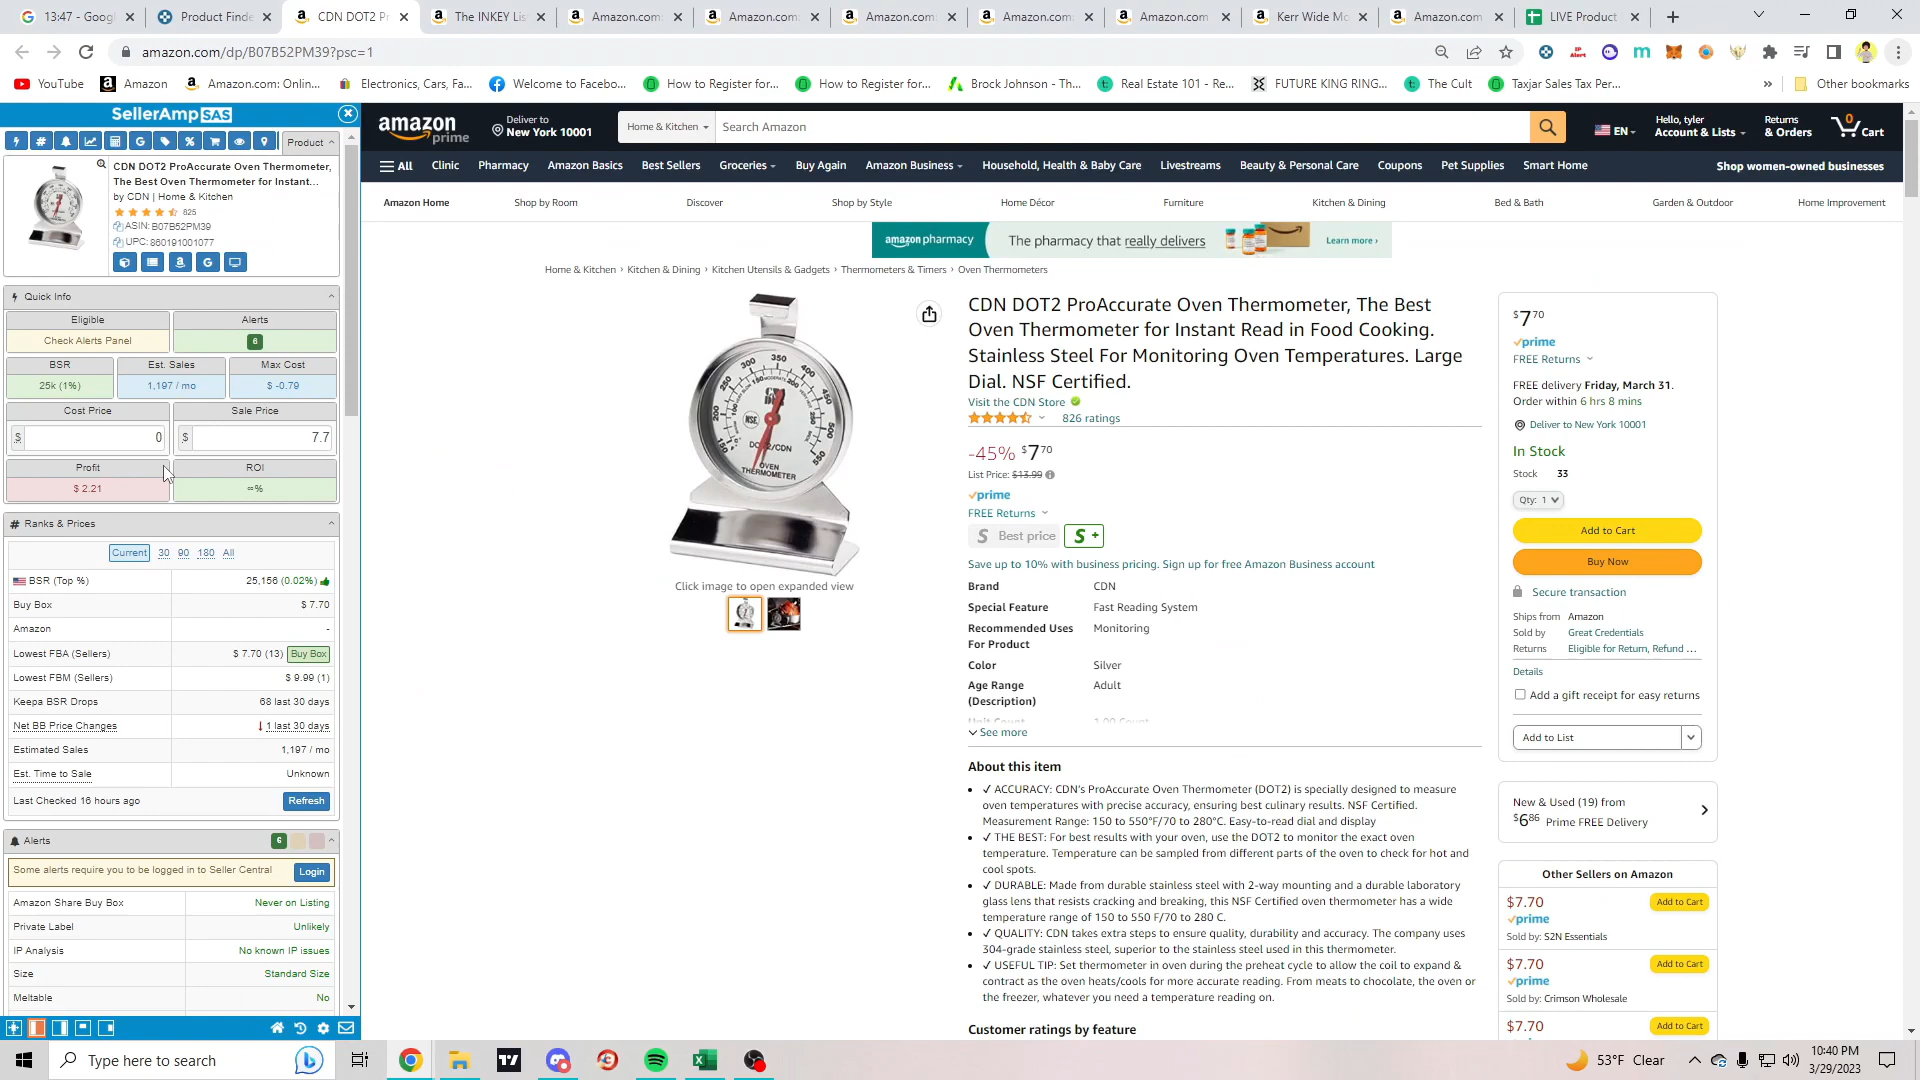 13:47 - Goog
Product Finde
CDN DOT2 P
The INKEY Lis
Amazon.com:
Amazon.com:
Amazon.com:
Amazon.com:
Amazon.com
Kerr Wide Mo
Amazon.com:
LIVE Product
amazon.com/dp/B07B52PM39?psc=1
YouTube
Amazon
Amazon.com: Onlin...
Electronics, Cars, Fa...
Welcome to Facebo...
How to Register for...
How to Register for...
Brock Johnson - Th...
Real Estate 101 - Re...
FUTURE KING RING...
The Cult
Taxjar Sales Tax Per...
Other bookmarks
SellerAmp SAS
Product
CDN DOT2 ProAccurate Oven Thermometer,
The Best Oven Thermometer for Instant...
by CDN | Home & Kitchen
825
ASIN: B07B52PM39
UPC: 860191001077
Quick Info
Eligible
Alerts
Check Alerts Panel
6
BSR
Est. Sales
Max Cost
25k (1%)
1,197 / mo
$ -0.79
Cost Price
Sale Price
$ 0
$ 7.7
Profit
ROI
$ 2.21
∞%
Ranks & Prices
Current 30 90 180 All
BSR (Top %) 25,156 (0.02%)
Buy Box $ 7.70
Amazon -
Lowest FBA (Sellers) $ 7.70 (13) Buy Box
Lowest FBM (Sellers) $ 9.99 (1)
Keepa BSR Drops 68 last 30 days
Net BB Price Changes ↓ 1 last 30 days
Estimated Sales 1,197 / mo
Est. Time to Sale Unknown
Last Checked 16 hours ago Refresh
Alerts 6
Some alerts require you to be logged in to Seller Central Login
Amazon Share Buy Box Never on Listing
Private Label Unlikely
IP Analysis No known IP issues
Size Standard Size
Meltable No
amazon prime
Deliver to
New York 10001
Home & Kitchen
Search Amazon
EN
Hello, tyler
Account & Lists
Returns
& Orders
0
Cart
All
Clinic
Pharmacy
Amazon Basics
Best Sellers
Groceries
Buy Again
Amazon Business
Household, Health & Baby Care
Livestreams
Beauty & Personal Care
Coupons
Pet Supplies
Smart Home
Shop women-owned businesses
Amazon Home
Shop by Room
Discover
Shop by Style
Home Décor
Furniture
Kitchen & Dining
Bed & Bath
Garden & Outdoor
Home Improvement
amazon pharmacy
The pharmacy that really delivers
Learn more ›
Home & Kitchen › Kitchen & Dining › Kitchen Utensils & Gadgets › Thermometers & Timers › Oven Thermometers
NSF
OVEN
THERMOMETER
Click image to open expanded view
CDN DOT2 ProAccurate Oven Thermometer, The Best
Oven Thermometer for Instant Read in Food Cooking.
Stainless Steel For Monitoring Oven Temperatures. Large
Dial. NSF Certified.
Visit the CDN Store
826 ratings
-45% $7 70
List Price: $13.99
prime
FREE Returns
S Best price
S +
Save up to 10% with business pricing. Sign up for free Amazon Business account
Brand CDN
Special Feature Fast Reading System
Recommended Uses Monitoring
For Product
Color Silver
Age Range Adult
(Description)
Unit Count 1.00 Count
See more
About this item
• ✓ ACCURACY: CDN's ProAccurate Oven Thermometer (DOT2) is specially designed to measure
oven temperatures with precise accuracy, ensuring best culinary results. NSF Certified.
Measurement Range: 150 to 550°F/70 to 280°C. Easy-to-read dial and display
• ✓ THE BEST: For best results with your oven, use the DOT2 to monitor the exact oven
temperature. Temperature can be sampled from different parts of the oven to check for hot and
cool spots.
• ✓ DURABLE: Made from durable stainless steel with 2-way mounting and a durable laboratory
glass lens that resists cracking and breaking, this NSF Certified oven thermometer has a wide
temperature range of 150 to 550 F/70 to 280 C.
• ✓ QUALITY: CDN takes extra steps to ensure quality, durability and accuracy. The company uses
304-grade stainless steel, superior to the stainless steel used in this thermometer.
• ✓ USEFUL TIP: Set thermometer in oven during the preheat cycle to allow the coil to expand &
contract as the oven heats/cools for more accurate reading. From meats to chocolate, the oven or
the freezer, whatever you need a temperature reading on.
Customer ratings by feature
$7 70
prime
FREE Returns
FREE delivery Friday, March 31.
Order within 6 hrs 8 mins
Deliver to New York 10001
In Stock
Stock 33
Qty: 1
Add to Cart
Buy Now
Secure transaction
Ships from Amazon
Sold by Great Credentials
Returns Eligible for Return, Refund ...
Details
Add a gift receipt for easy returns
Add to List
New & Used (19) from
$6 86 Prime FREE Delivery
Other Sellers on Amazon
$7.70 Add to Cart
prime
Sold by: S2N Essentials
$7.70 Add to Cart
prime
Sold by: Crimson Wholesale
$7.70 Add to Cart
Type here to search
53°F Clear
10:40 PM
3/29/2023